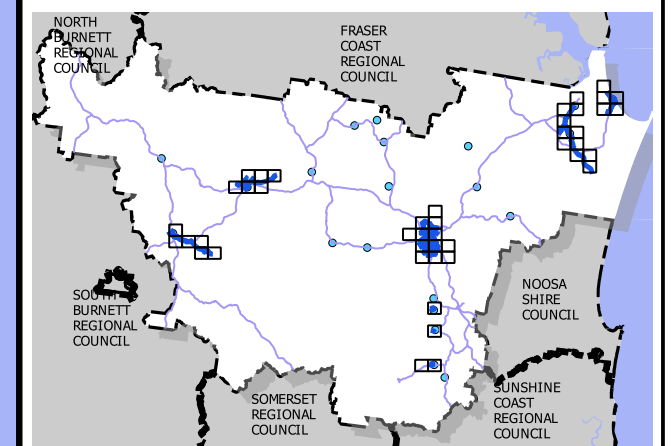 NORTH
BURNETT
REGIONAL
COUNCIL
FRASER
COAST
REGIONAL
COUNCIL
SOUTH
BURNETT
REGIONAL
COUNCIL
NOOSA
SHIRE
COUNCIL
SOMERSET
REGIONAL
COUNCIL
SUNSHINE
COAST
REGIONAL
COUNCIL